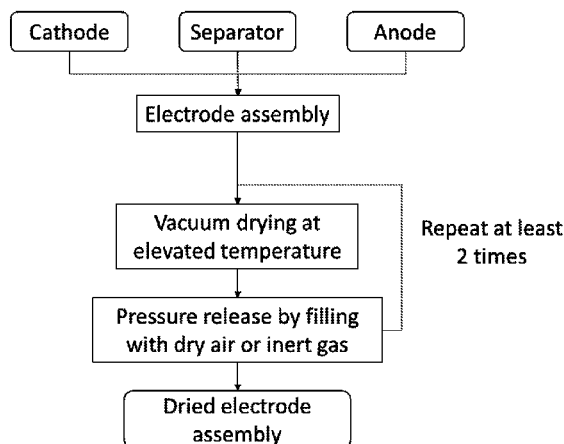 Cathode
Separator
Anode
Electrode assembly
Vacuum drying at
elevated temperature
Repeat at least
2 times
Pressure release by filling
with dry air or inert gas
Dried electrode
assembly